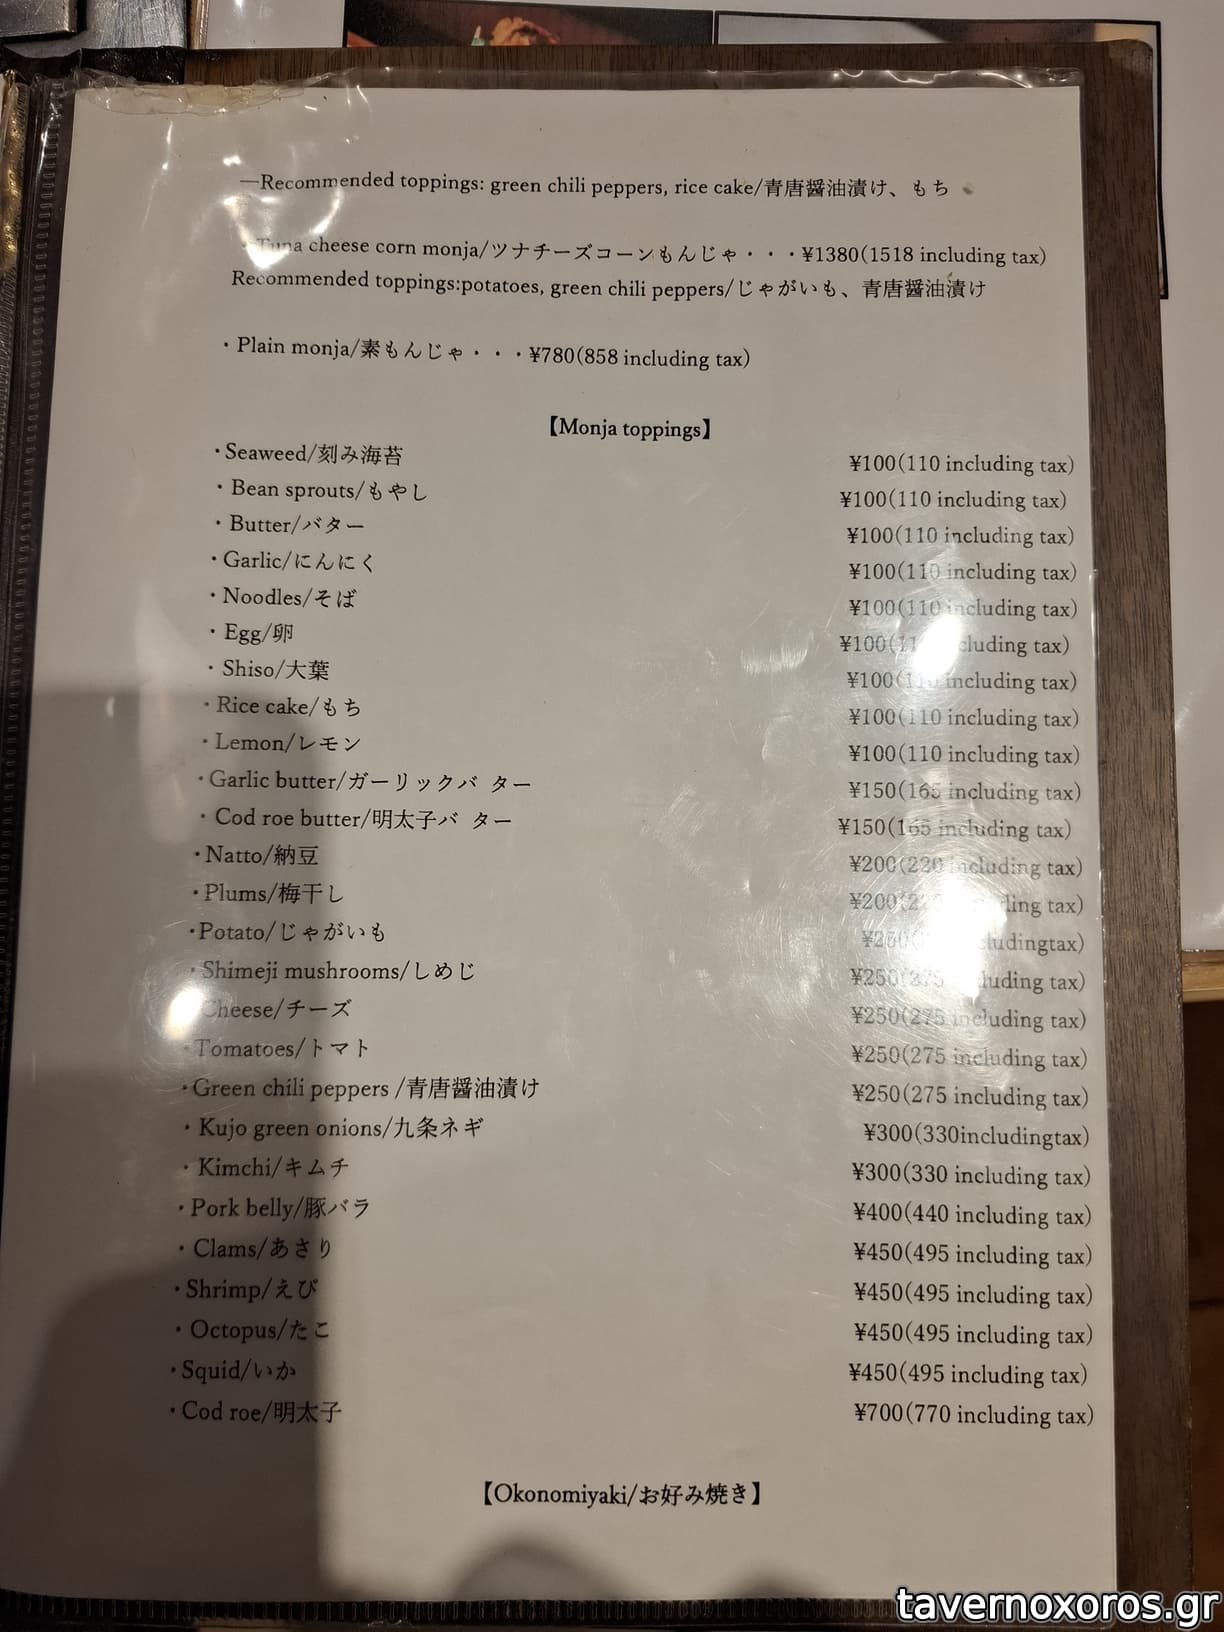 —Recommended toppings: green chili peppers, rice cake/青唐醤油漬け、もち
・Tuna cheese corn monja/ツナチーズコーンもんじゃ・・・¥1380(1518 including tax)
Recommended toppings:potatoes, green chili peppers/じゃがいも、青唐醤油漬け
・Plain monja/素もんじゃ・・・¥780(858 including tax)
【Monja toppings】
・Seaweed/刻み海苔 ¥100(110 including tax)
・Bean sprouts/もやし ¥100(110 including tax)
・Butter/バター ¥100(110 including tax)
・Garlic/にんにく ¥100(110 including tax)
・Noodles/そば ¥100(110 including tax)
・Egg/卵 ¥100( including tax)
・Shiso/大葉 ¥100(110 including tax)
・Rice cake/もち ¥100(110 including tax)
・Lemon/レモン ¥100(110 including tax)
・Garlic butter/ガーリックバ ター ¥150(165 including tax)
・Cod roe butter/明太子バ ター ¥150(165 including tax)
・Natto/納豆 ¥200(220 including tax)
・Plums/梅干し ¥200( including tax)
・Potato/じゃがいも includingtax)
・Shimeji mushrooms/しめじ ¥250(275 including tax)
Cheese/チーズ ¥250(275 including tax)
・Tomatoes/トマト ¥250(275 including tax)
・Green chili peppers /青唐醤油漬け ¥250(275 including tax)
・Kujo green onions/九条ネギ ¥300(330includingtax)
・Kimchi/キムチ ¥300(330 including tax)
・Pork belly/豚バラ ¥400(440 including tax)
・Clams/あさり ¥450(495 including tax)
・Shrimp/えび ¥450(495 including tax)
・Octopus/たこ ¥450(495 including tax)
・Squid/いか ¥450(495 including tax)
・Cod roe/明太子 ¥700(770 including tax)
【Okonomiyaki/お好み焼き】
tavernoxoros.gr